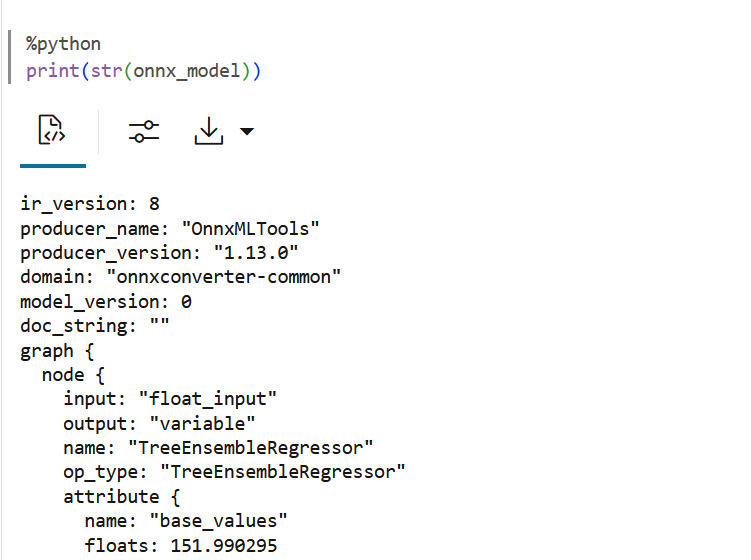 %python
print(str(onnx_model))
ir_version: 8
producer_name: "OnnxMLTools"
producer_version: "1.13.0"
domain: "onnxconverter-common"
model_version: 0
doc_string: ""
graph {
  node {
    input: "float_input"
    output: "variable"
    name: "TreeEnsembleRegressor"
    op_type: "TreeEnsembleRegressor"
    attribute {
      name: "base_values"
      floats: 151.990295